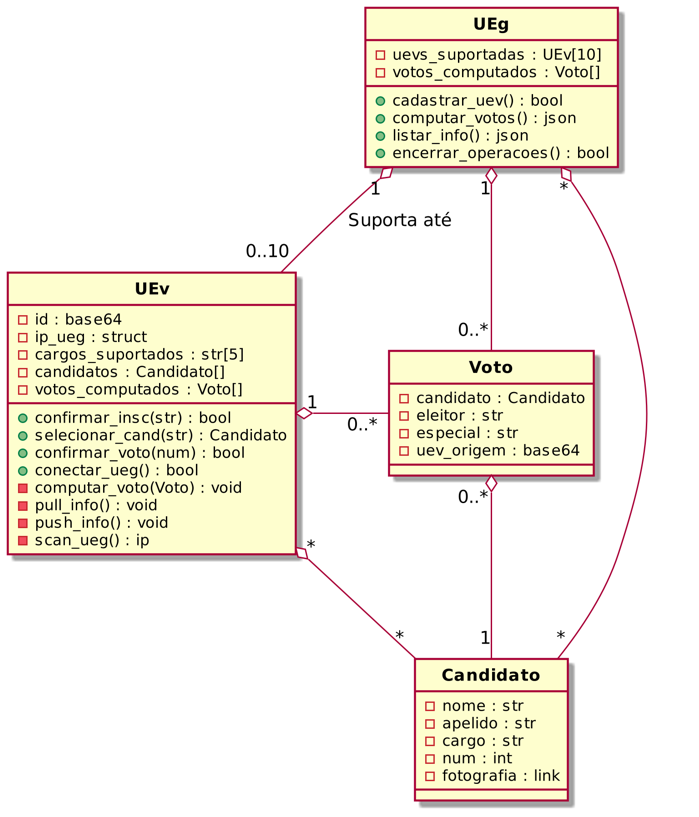 UEg
uevs_suportadas : UEv[10]
votos_computados : Voto[]
cadastrar_uev() : bool
computar_votos() : json
listar_info() : json
encerrar_operacoes() : bool
1
1
*
Suporta até
0..10
UEv
id : base64
ip_ueg : struct
cargos_suportados : str[5]
candidatos : Candidato[]
votos_computados : Voto[]
confirmar_insc(str) : bool
selecionar_cand(str) : Candidato
confirmar_voto(num) : bool
conectar_ueg() : bool
computar_voto(Voto) : void
pull_info() : void
push_info() : void
scan_ueg() : ip
0..*
Voto
candidato : Candidato
eleitor : str
especial : str
uev_origem : base64
1
0..*
0..*
*
*
1
*
Candidato
nome : str
apelido : str
cargo : str
num : int
fotografia : link